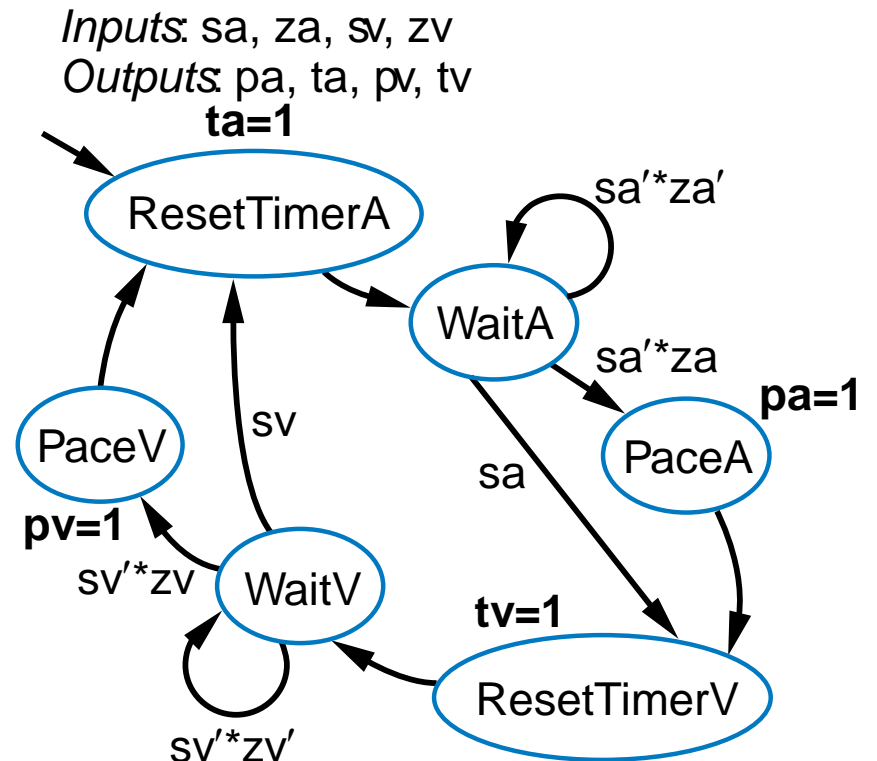 Inputs: sa, za, sv, zv
Outputs: pa, ta, pv, tv
ta=1
ResetTimerA
sa′*za′
WaitA
sa′*za
pa=1
PaceV
sv
PaceA
sa
pv=1
sv′*zv
WaitV
tv=1
ResetTimerV
sv′*zv′